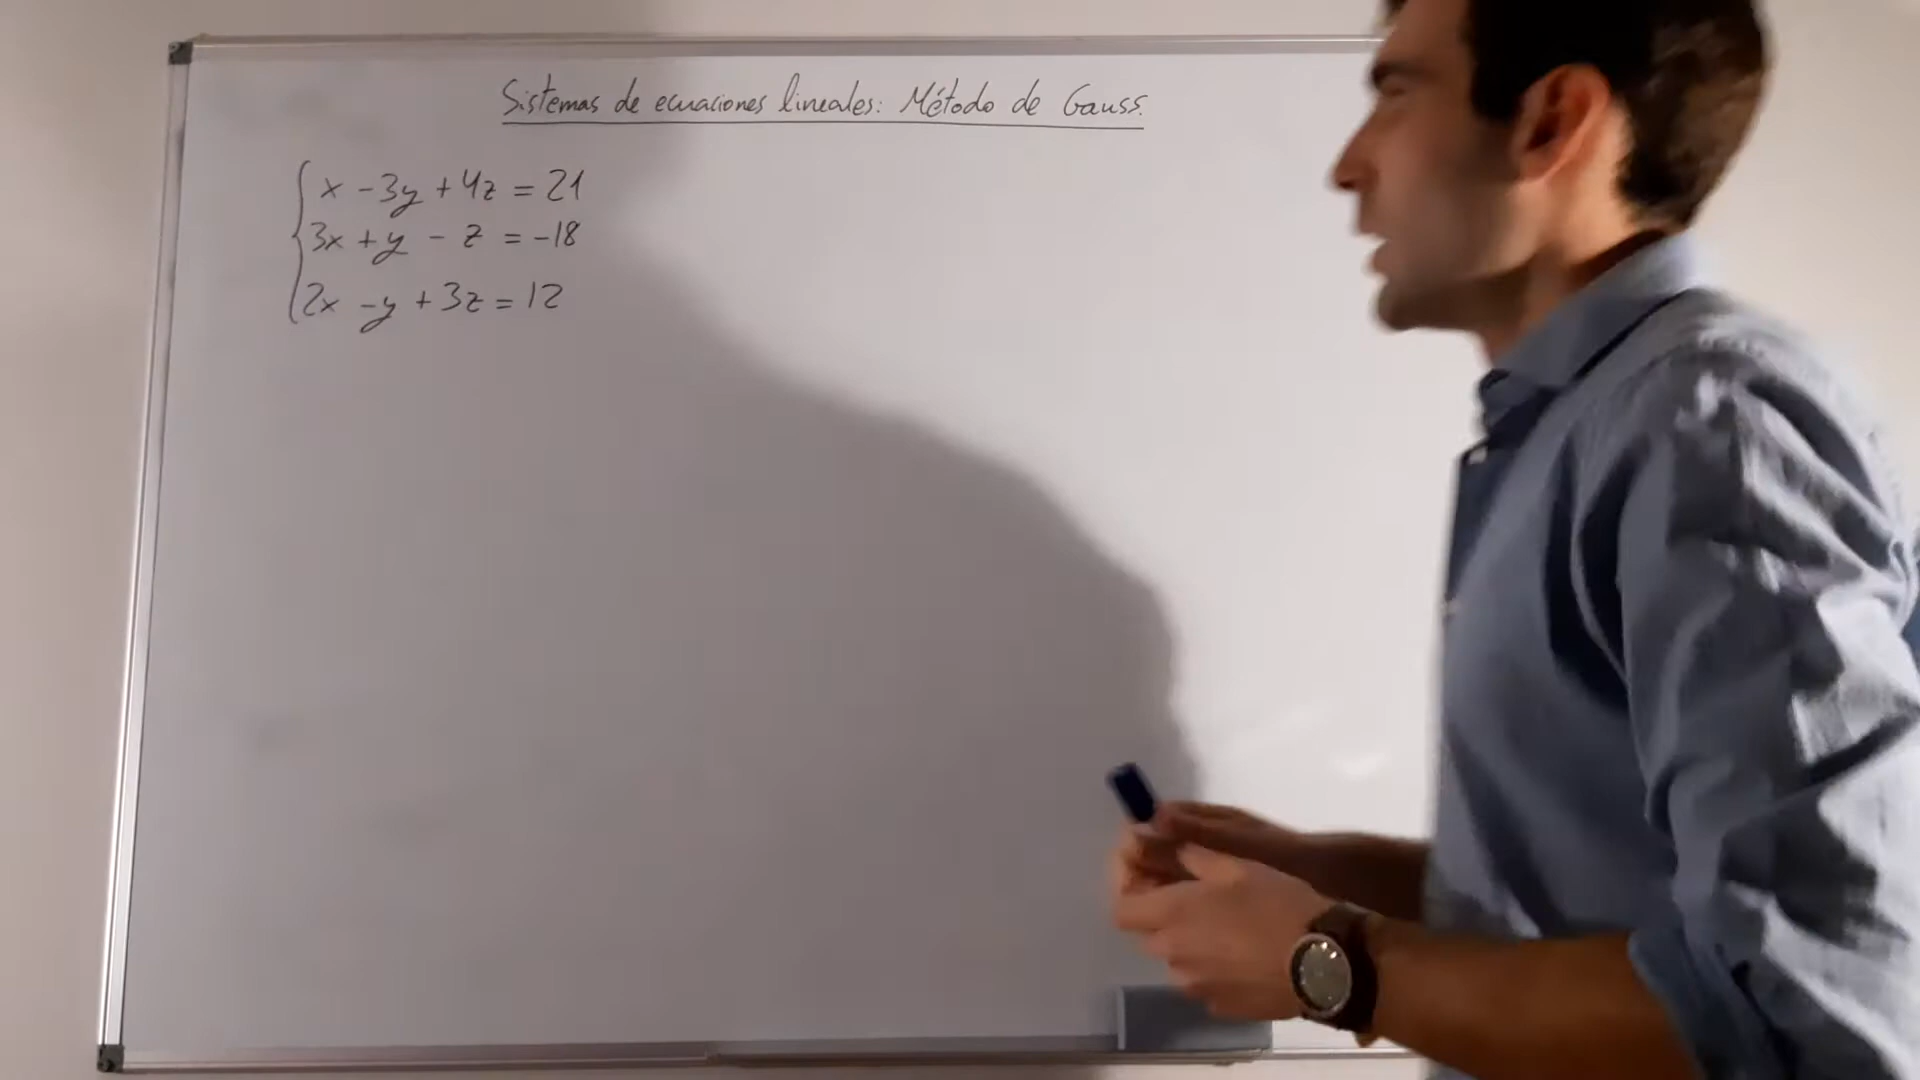 Sistemas de ecuaciones lineales: Método de Gauss.
x - 3y + 4z = 21
3x + y - z = -18
2x - y + 3z = 12